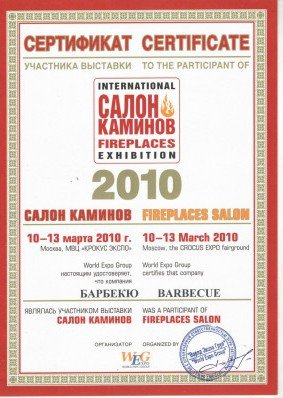 СЕРТИФИКАТ CERTIFICATE
УЧАСТНИКА ВЫСТАВКИ TO THE PARTICIPANT OF
INTERNATIONAL
САЛОН
КАМИНОВ
FIREPLACES
EXHIBITION
2010
САЛОН КАМИНОВ FIREPLACES SALON
10–13 марта 2010 г. 10–13 March 2010
Москва, МВЦ «КРОКУС ЭКСПО» Moscow, the CROCUS EXPO fairground
World Expo Group World Expo Group
настоящим удостоверяет, certifies that company
что компания
БАРБЕКЮ BARBECUE
ЯВЛЯЛАСЬ УЧАСТНИКОМ ВЫСТАВКИ WAS A PARTICIPANT OF
САЛОН КАМИНОВ FIREPLACES SALON
ОРГАНИЗАТОР ORGANIZED BY
WEG
WORLD EXPO GROUP
World Expo Group